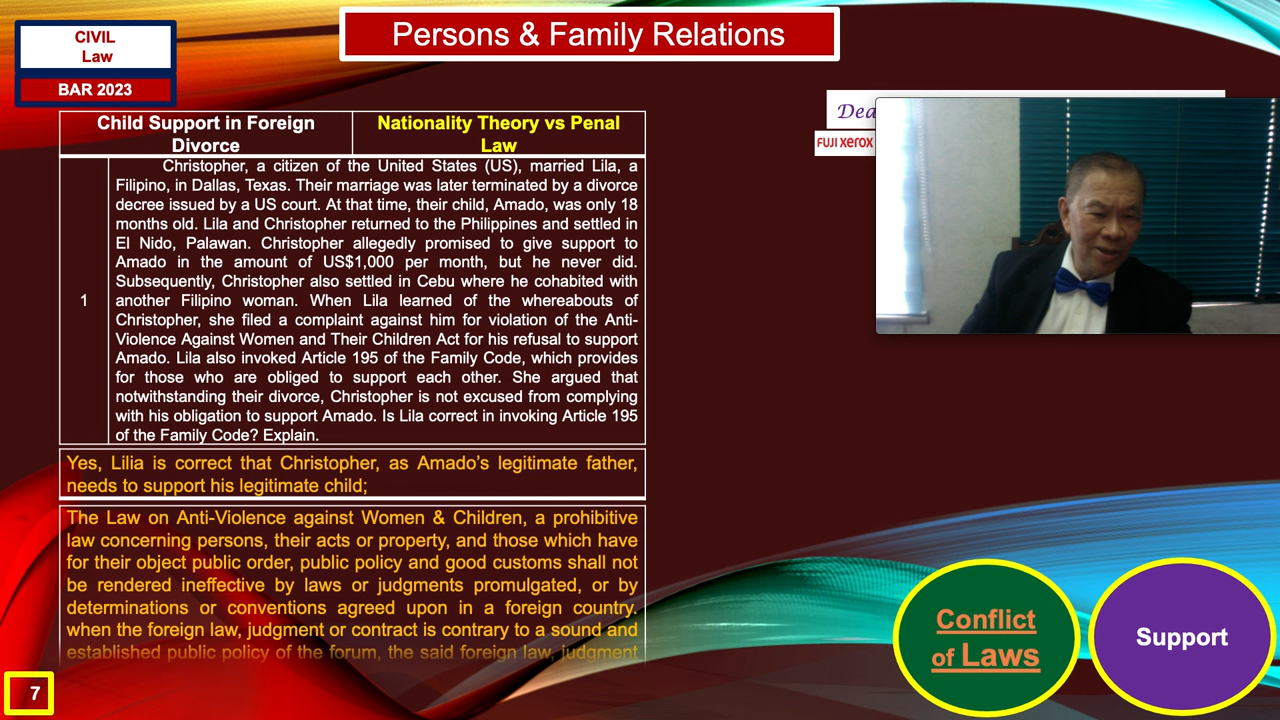 Persons & Family Relations
CIVIL
Law
BAR 2023
Child Support in Foreign
Divorce
Nationality Theory vs Penal
Law
Christopher, a citizen of the United States (US), married Lila, a
Filipino, in Dallas, Texas. Their marriage was later terminated by a divorce
decree issued by a US court. At that time, their child, Amado, was only 18
months old. Lila and Christopher returned to the Philippines and settled in
El Nido, Palawan. Christopher allegedly promised to give support to
Amado in the amount of US$1,000 per month, but he never did.
Subsequently, Christopher also settled in Cebu where he cohabited with
1
another Filipino woman. When Lila learned of the whereabouts of
Christopher, she filed a complaint against him for violation of the Anti-
Violence Against Women and Their Children Act for his refusal to support
Amado. Lila also invoked Article 195 of the Family Code, which provides
for those who are obliged to support each other. She argued that
notwithstanding their divorce, Christopher is not excused from complying
with his obligation to support Amado. Is Lila correct in invoking Article 195
of the Family Code? Explain.
Yes, Lilia is correct that Christopher, as Amado's legitimate father,
needs to support his legitimate child;
The Law on Anti-Violence against Women & Children, a prohibitive
law concerning persons, their acts or property, and those which have
for their object public order, public policy and good customs shall not
be rendered ineffective by laws or judgments promulgated, or by
determinations or conventions agreed upon in a foreign country.
when the foreign law, judgment or contract is contrary to a sound and
established public policy of the forum, the said foreign law, judgment
Dea
FUJI xerox
Conflict
of Laws
Support
7